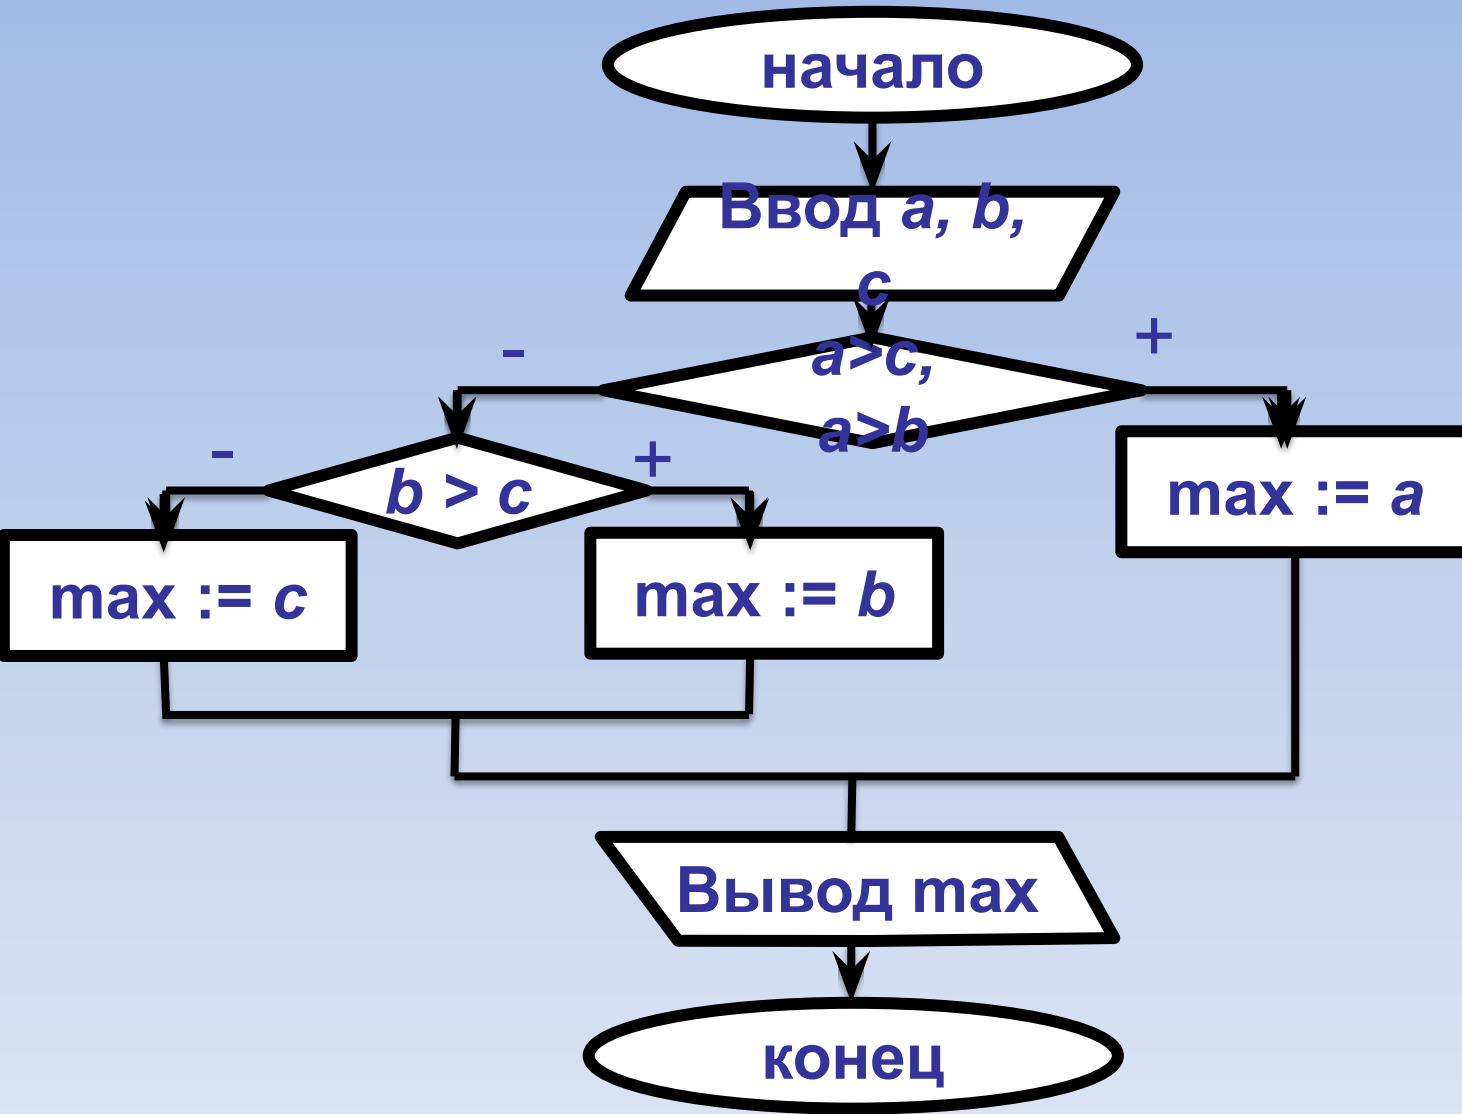 начало
Ввод a, b,
c
a>c,
a>b
-
+
b > c
-
+
max := a
max := c
max := b
Вывод max
конец